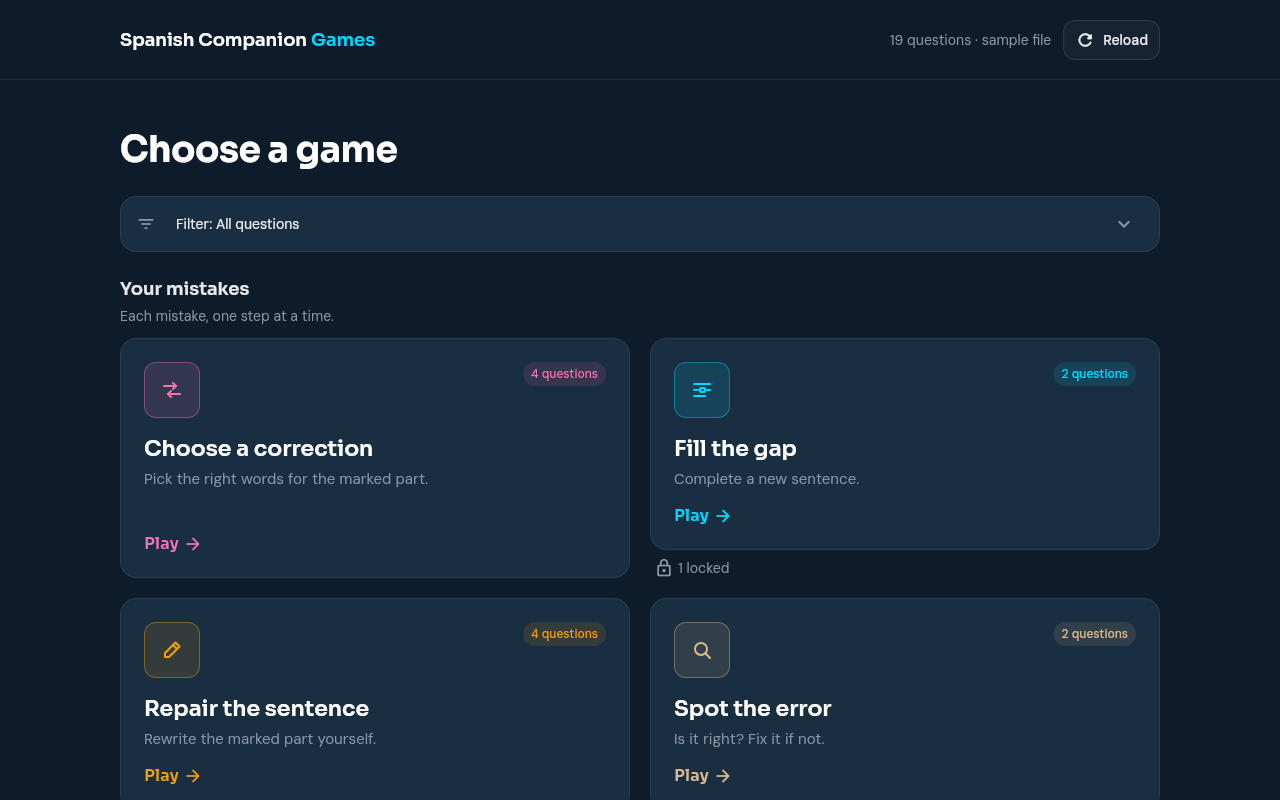 Spanish Companion Games
19 questions · sample file
Reload
Choose a game
Filter: All questions
Your mistakes
Each mistake, one step at a time.
4 questions
Choose a correction
Pick the right words for the marked part.
Play →
2 questions
Fill the gap
Complete a new sentence.
Play →
1 locked
4 questions
Repair the sentence
Rewrite the marked part yourself.
Play →
2 questions
Spot the error
Is it right? Fix it if not.
Play →